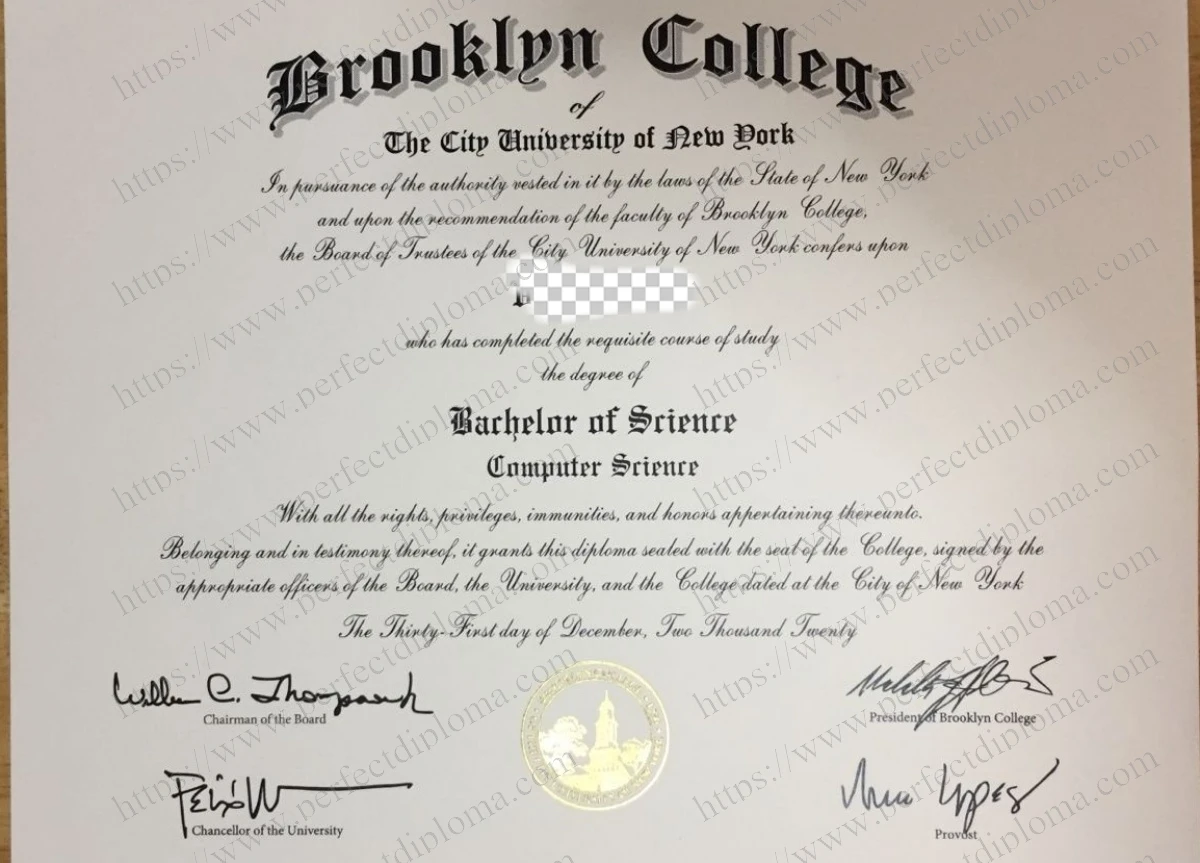 Brooklyn College
of
The City University of New York
In pursuance of the authority vested in it by the laws of the State of New York
and upon the recommendation of the faculty of Brooklyn College,
the Board of Trustees of the City University of New York confers upon
who has completed the requisite course of study
the degree of
Bachelor of Science
Computer Science
With all the rights, privileges, immunities, and honors appertaining thereunto.
Belonging and in testimony thereof, it grants this diploma sealed with the seal of the College, signed by the
appropriate officers of the Board, the University, and the College dated at the City of New York
The Thirty-First day of December, Two Thousand Twenty
William C. Thompson
Chairman of the Board
President of Brooklyn College
Chancellor of the University
Provost
https://www.perfectdiploma.com